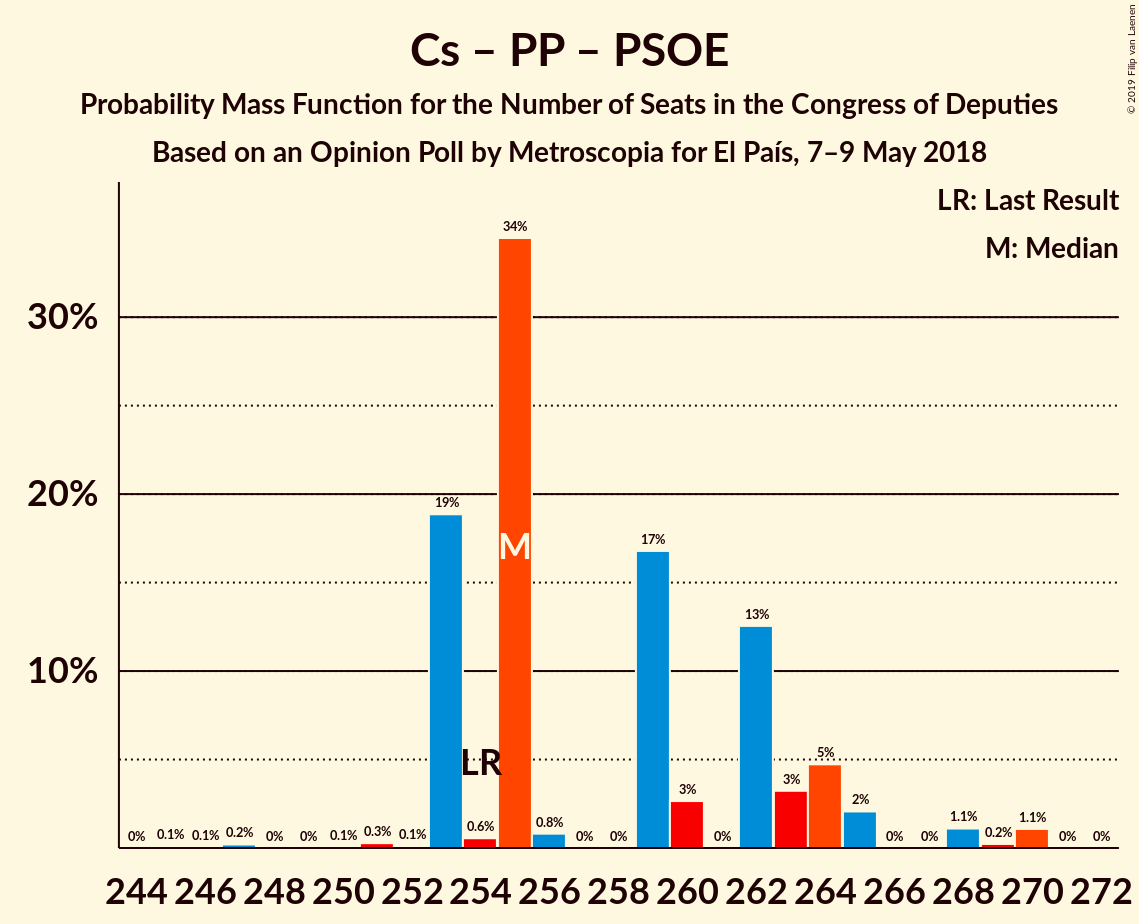 Cs – PP – PSOE
Probability Mass Function for the Number of Seats in the Congress of Deputies
Based on an Opinion Poll by Metroscopia for El País, 7–9 May 2018
© 2019 Filip van Laenen
LR: Last Result
M: Median
30%
20%
10%
0% 0.1% 0.1% 0.2% 0% 0% 0.1% 0.3% 0.1% 19% 0.6% 34% 0.8% 0% 0% 17% 3% 0% 13% 3% 5% 2% 0% 0% 1.1% 0.2% 1.1% 0% 0%
M
LR
244 246 248 250 252 254 256 258 260 262 264 266 268 270 272